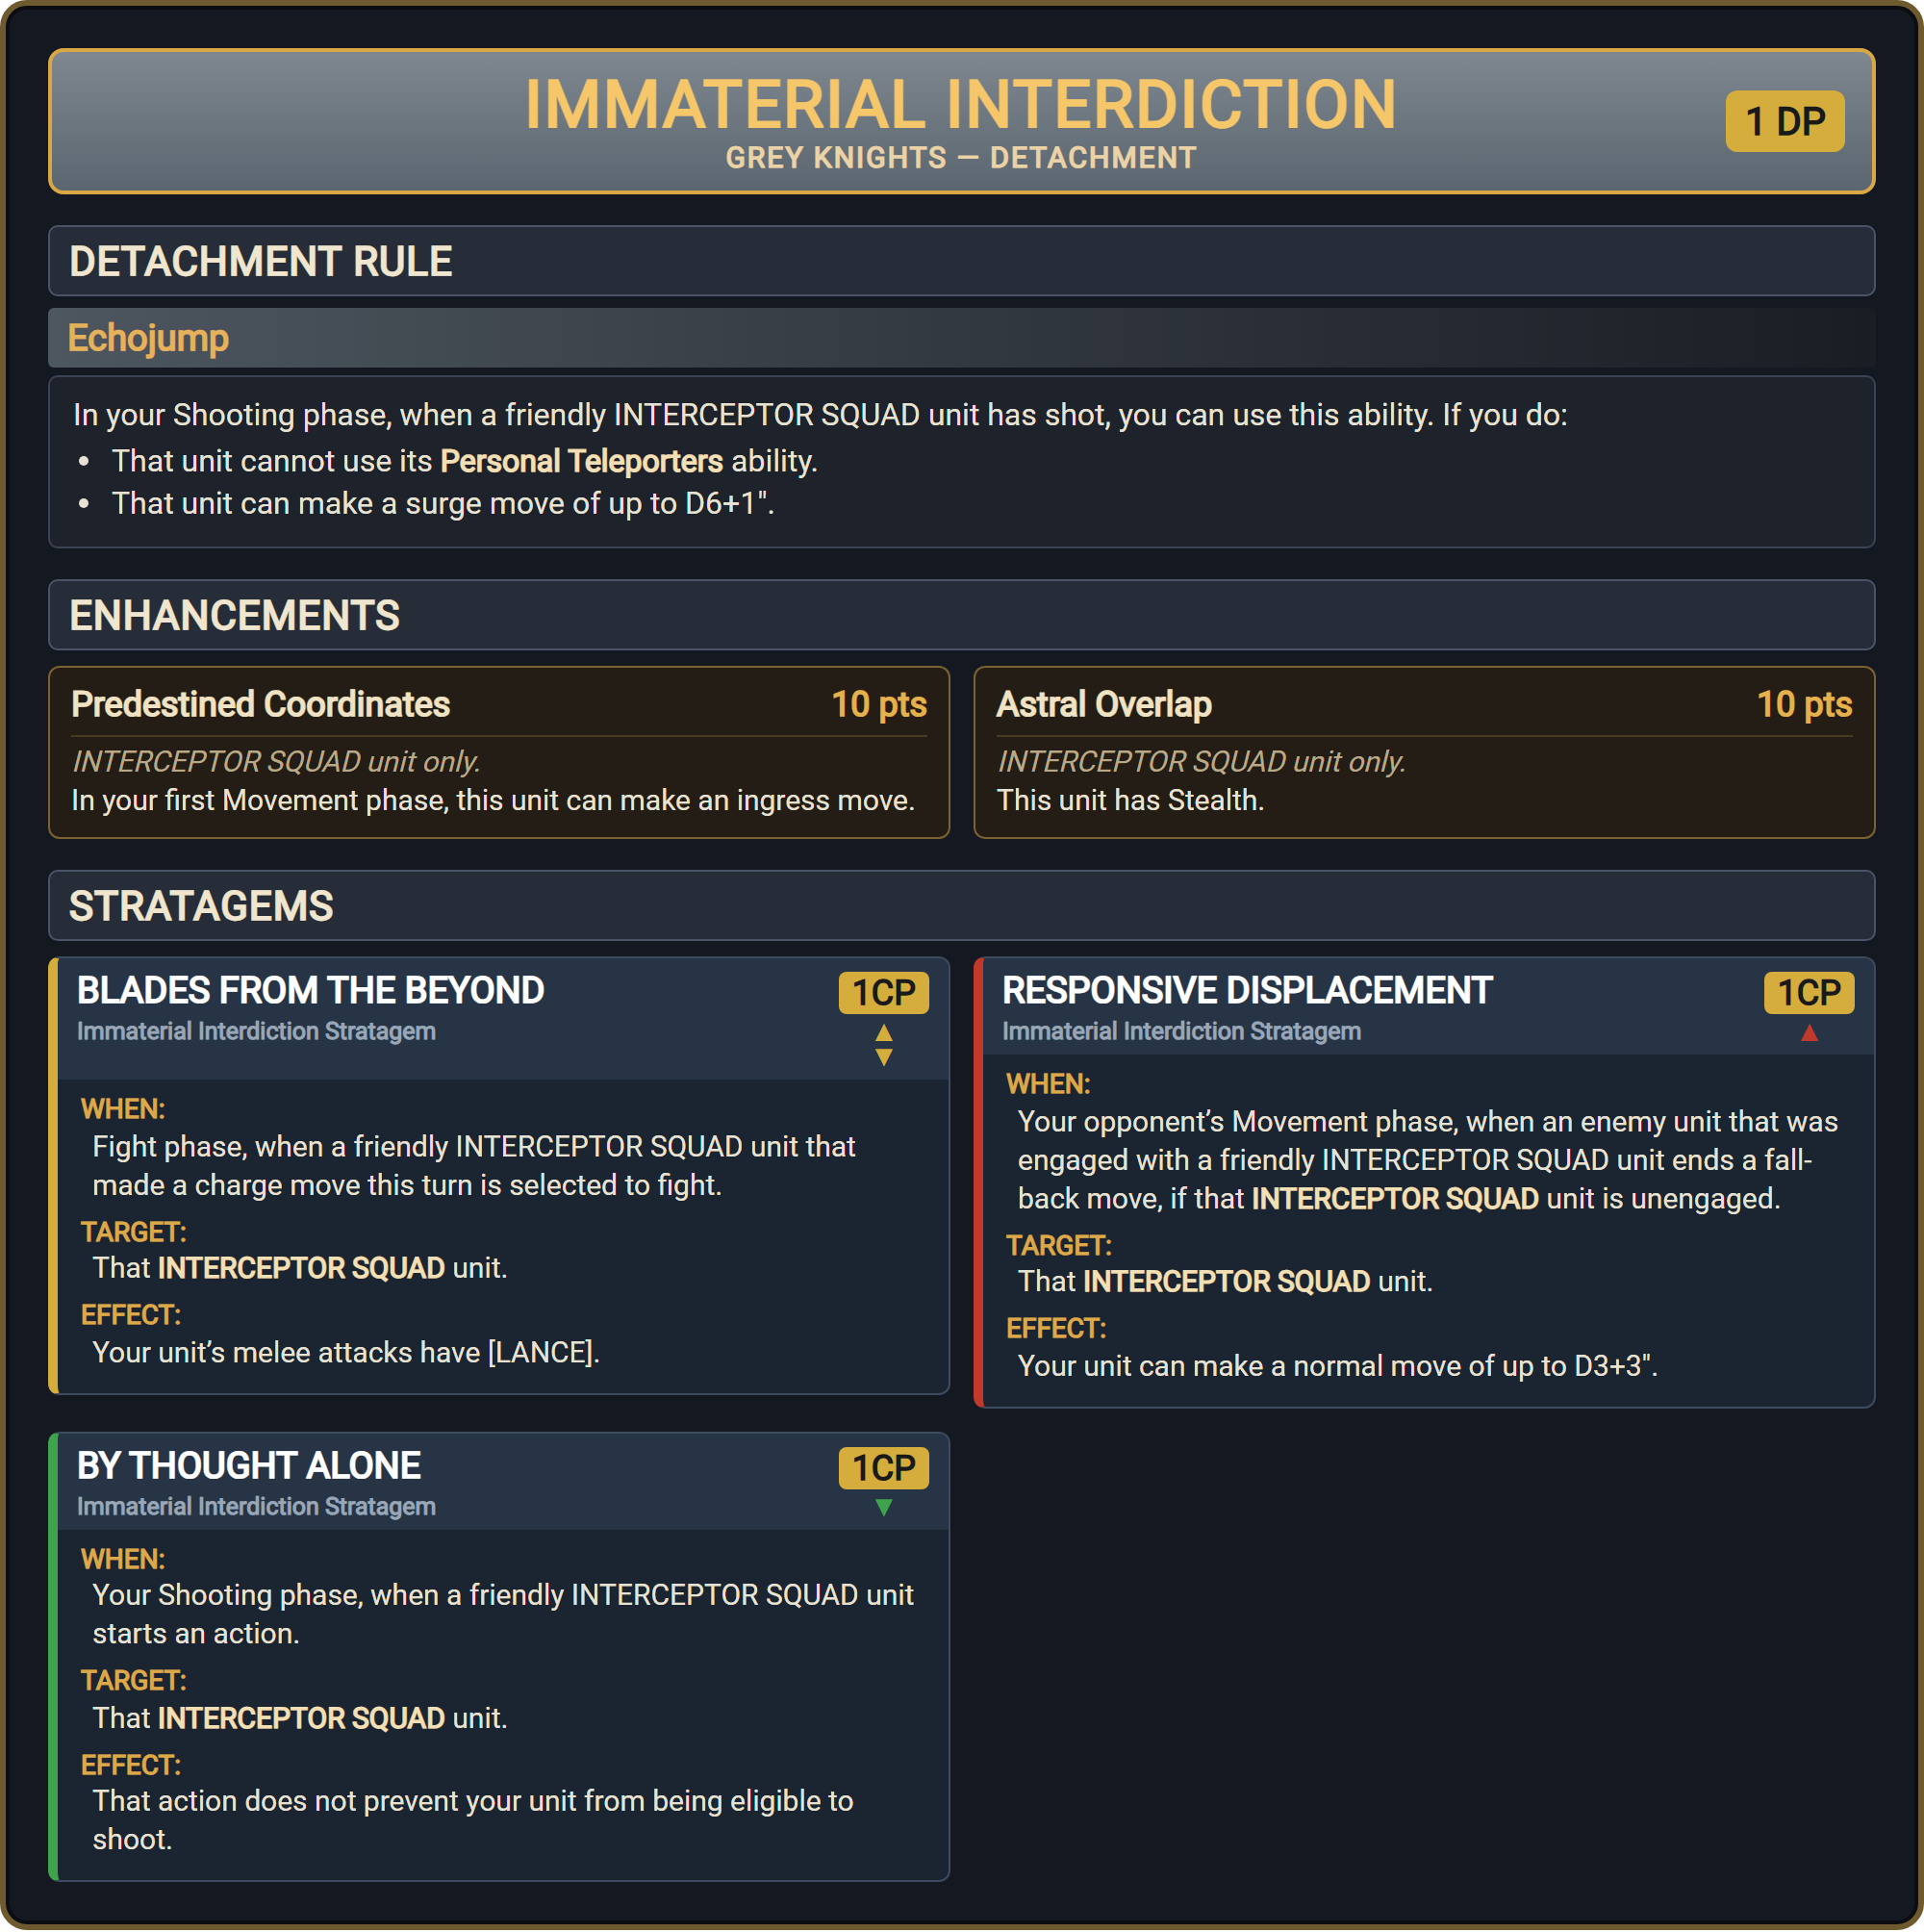 IMMATERIAL INTERDICTION
GREY KNIGHTS — DETACHMENT
1 DP
DETACHMENT RULE
Echojump
In your Shooting phase, when a friendly INTERCEPTOR SQUAD unit has shot, you can use this ability. If you do:
• That unit cannot use its Personal Teleporters ability.
• That unit can make a surge move of up to D6+1".
ENHANCEMENTS
Predestined Coordinates 10 pts
INTERCEPTOR SQUAD unit only.
In your first Movement phase, this unit can make an ingress move.
Astral Overlap 10 pts
INTERCEPTOR SQUAD unit only.
This unit has Stealth.
STRATAGEMS
BLADES FROM THE BEYOND 1CP
Immaterial Interdiction Stratagem
▲
▼
WHEN:
Fight phase, when a friendly INTERCEPTOR SQUAD unit that
made a charge move this turn is selected to fight.
TARGET:
That INTERCEPTOR SQUAD unit.
EFFECT:
Your unit’s melee attacks have [LANCE].
RESPONSIVE DISPLACEMENT 1CP
Immaterial Interdiction Stratagem ▲
WHEN:
Your opponent’s Movement phase, when an enemy unit that was
engaged with a friendly INTERCEPTOR SQUAD unit ends a fall-
back move, if that INTERCEPTOR SQUAD unit is unengaged.
TARGET:
That INTERCEPTOR SQUAD unit.
EFFECT:
Your unit can make a normal move of up to D3+3".
BY THOUGHT ALONE 1CP
Immaterial Interdiction Stratagem ▼
WHEN:
Your Shooting phase, when a friendly INTERCEPTOR SQUAD unit
starts an action.
TARGET:
That INTERCEPTOR SQUAD unit.
EFFECT:
That action does not prevent your unit from being eligible to
shoot.